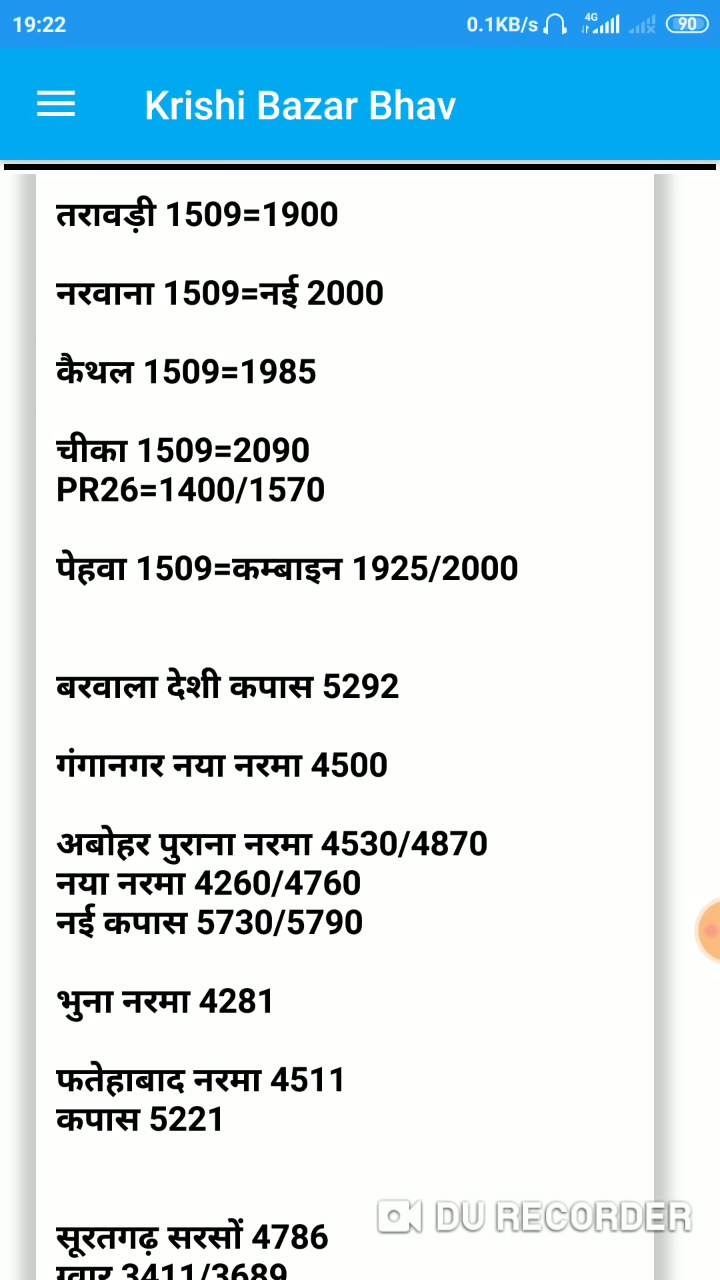 19:22 0.1KB/s 4G 90
Krishi Bazar Bhav
तरावड़ी 1509=1900
नरवाना 1509=नई 2000
कैथल 1509=1985
चीका 1509=2090
PR26=1400/1570
पेहवा 1509=कम्बाइन 1925/2000
बरवाला देशी कपास 5292
गंगानगर नया नरमा 4500
अबोहर पुराना नरमा 4530/4870
नया नरमा 4260/4760
नई कपास 5730/5790
भुना नरमा 4281
फतेहाबाद नरमा 4511
कपास 5221
DU RECORDER
सूरतगढ़ सरसों 4786
ग्वार 3411/3689